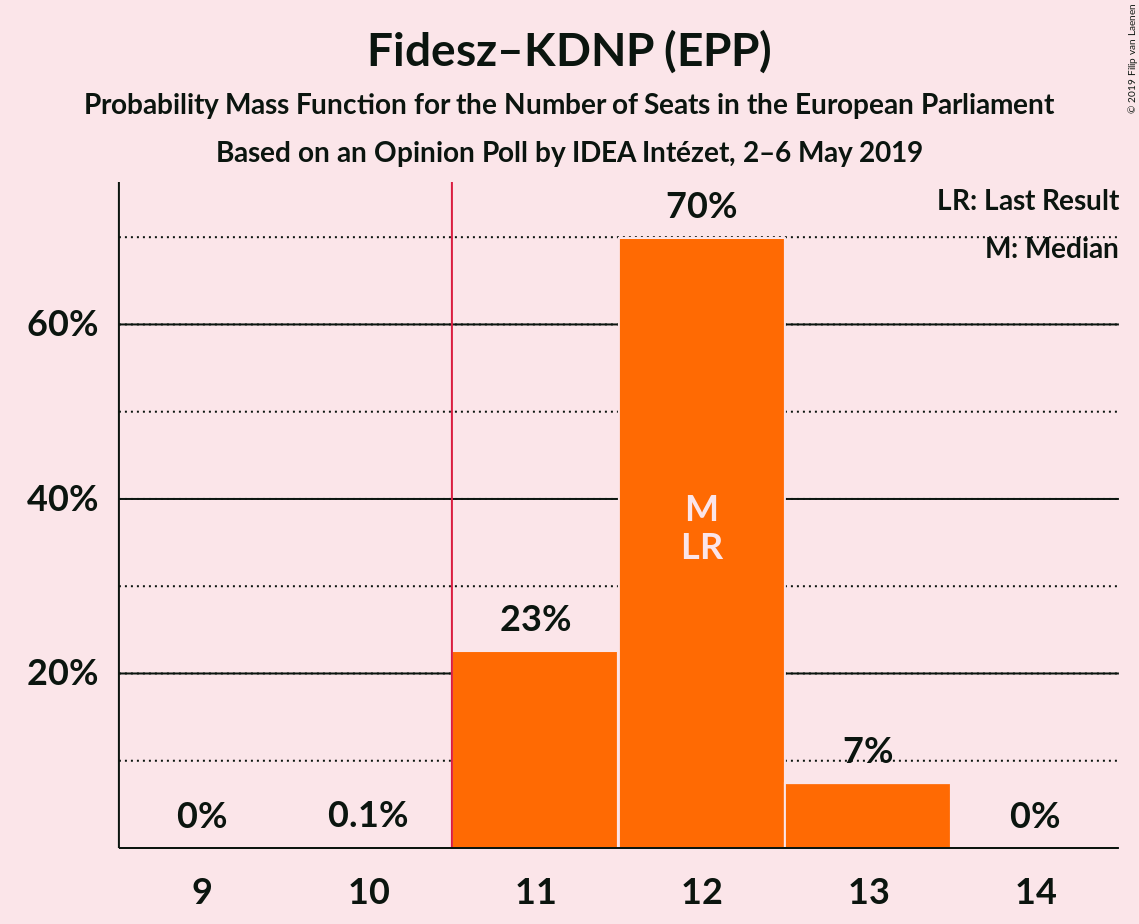 Fidesz–KDNP (EPP)
Probability Mass Function for the Number of Seats in the European Parliament
Based on an Opinion Poll by IDEA Intézet, 2–6 May 2019
© 2019 Filip van Laenen
LR: Last Result
M: Median
70%
60%
40%
M
LR
23%
20%
7%
0%
0.1%
0%
9 10 11 12 13 14